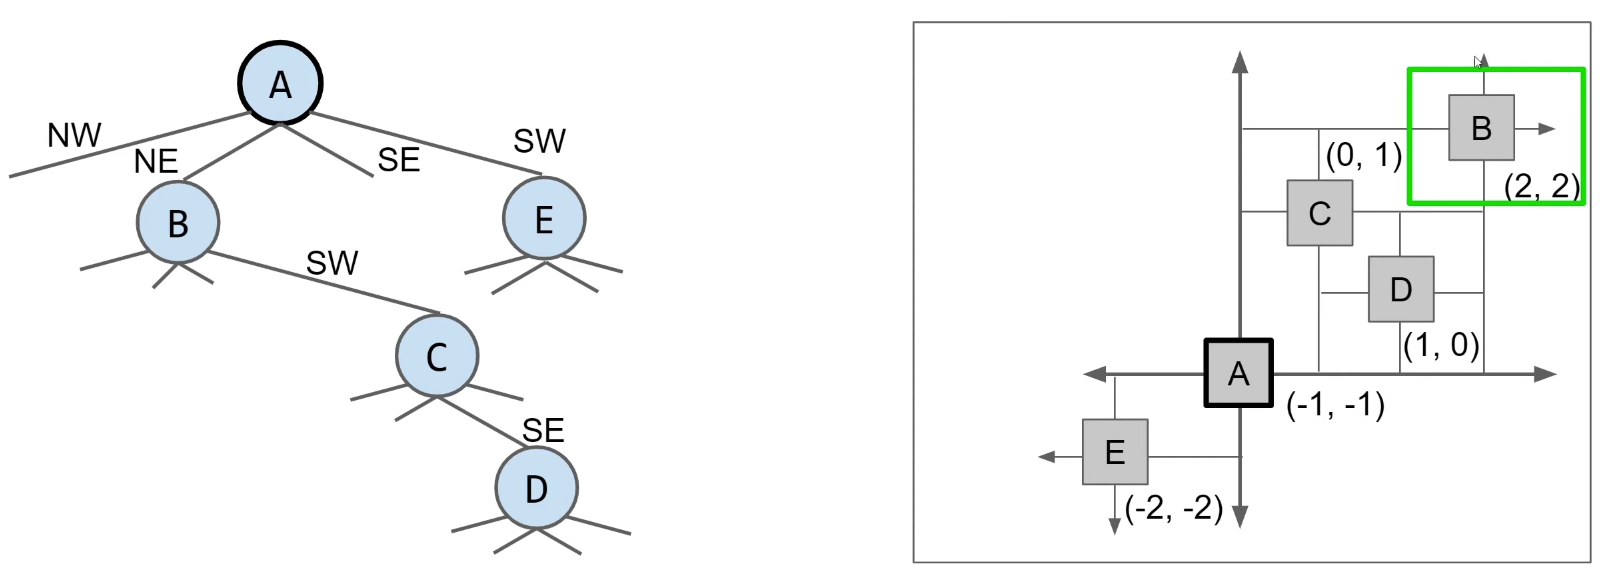 A
NW
NE
SE
SW
B
E
SW
C
SE
D
B
(0, 1)
(2, 2)
C
D
(1, 0)
A
(-1, -1)
E
(-2, -2)